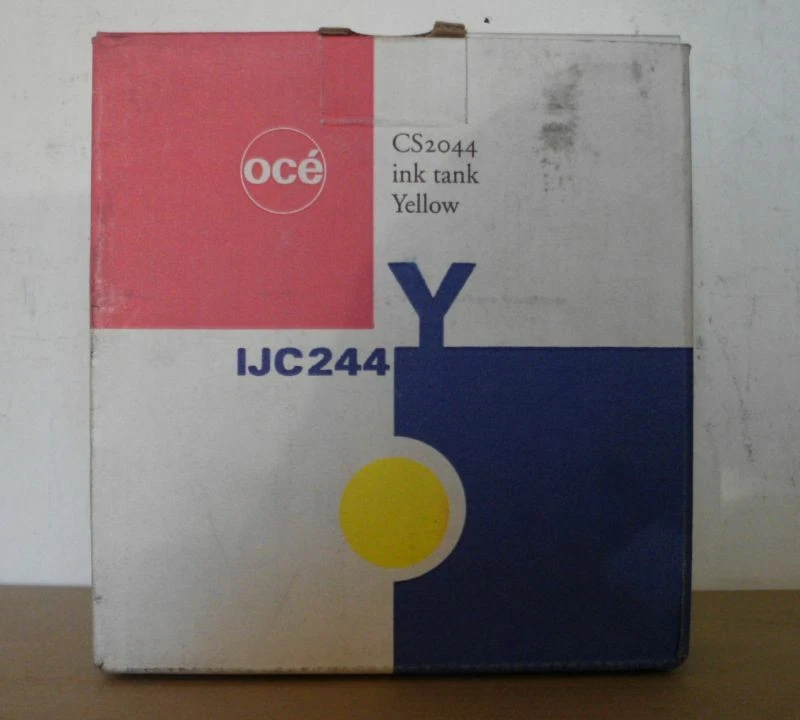 océ
CS2044
ink tank
Yellow
Y
IJC244